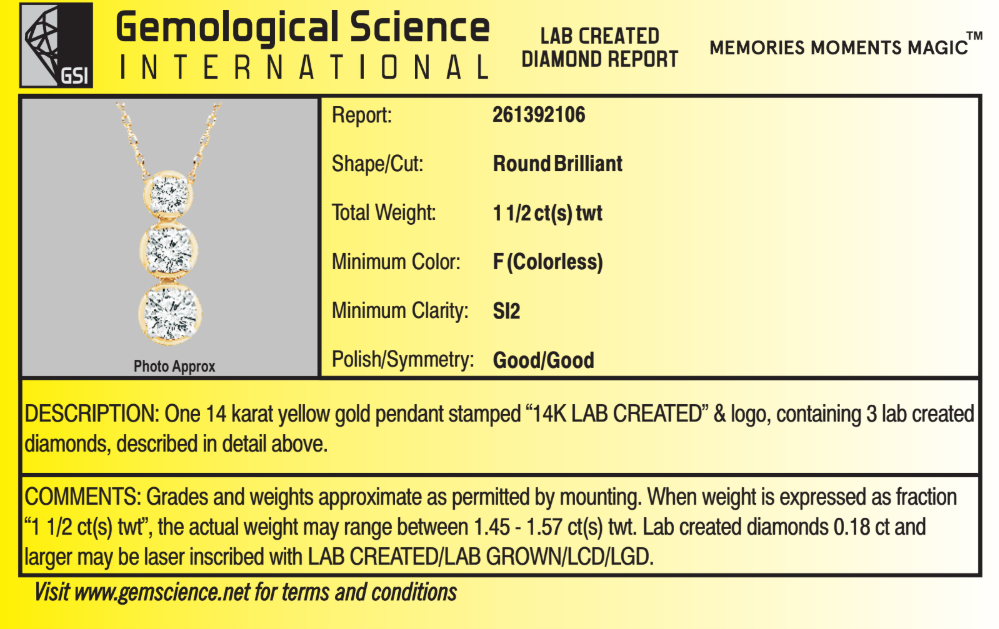 GSI
Gemological Science
INTERNATIONAL
LAB CREATED
DIAMOND REPORT
MEMORIES MOMENTS MAGIC™
Report: 261392106
Shape/Cut: Round Brilliant
Total Weight: 1 1/2 ct(s) twt
Minimum Color: F (Colorless)
Minimum Clarity: SI2
Polish/Symmetry: Good/Good
Photo Approx
DESCRIPTION: One 14 karat yellow gold pendant stamped “14K LAB CREATED” & logo, containing 3 lab created
diamonds, described in detail above.
COMMENTS: Grades and weights approximate as permitted by mounting. When weight is expressed as fraction
“1 1/2 ct(s) twt”, the actual weight may range between 1.45 - 1.57 ct(s) twt. Lab created diamonds 0.18 ct and
larger may be laser inscribed with LAB CREATED/LAB GROWN/LCD/LGD.
Visit www.gemscience.net for terms and conditions